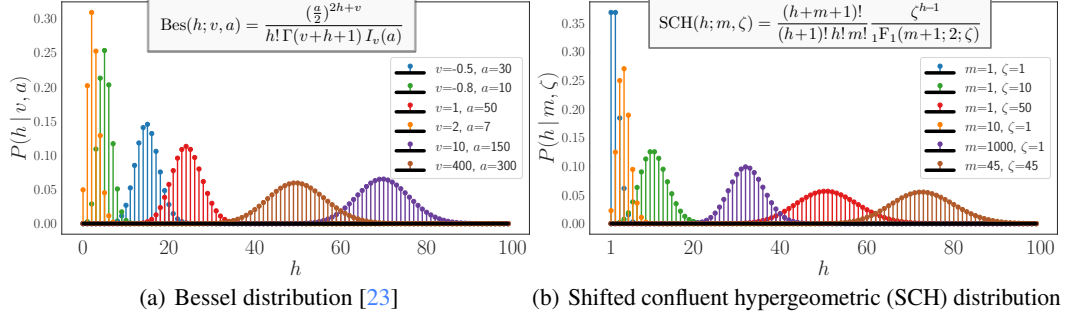 Bes(h; v, a) = (a/2)^{2h+v} / (h! Γ(v+h+1) I_v(a))
0.30
0.25
0.20
0.15
0.10
0.05
0.00
P(h | v, a)
v=-0.5, a=30
v=-0.8, a=10
v=1, a=50
v=2, a=7
v=10, a=150
v=400, a=300
0 20 40 60 80 100
h
(a) Bessel distribution [23]
SCH(h; m, ζ) = (h+m+1)! / ((h+1)! h! m!) ζ^{h-1} / ₁F₁(m+1; 2; ζ)
0.35
0.30
0.25
0.20
0.15
0.10
0.05
0.00
P(h | m, ζ)
m=1, ζ=1
m=1, ζ=10
m=1, ζ=50
m=10, ζ=1
m=1000, ζ=1
m=45, ζ=45
1 20 40 60 80 100
h
(b) Shifted confluent hypergeometric (SCH) distribution